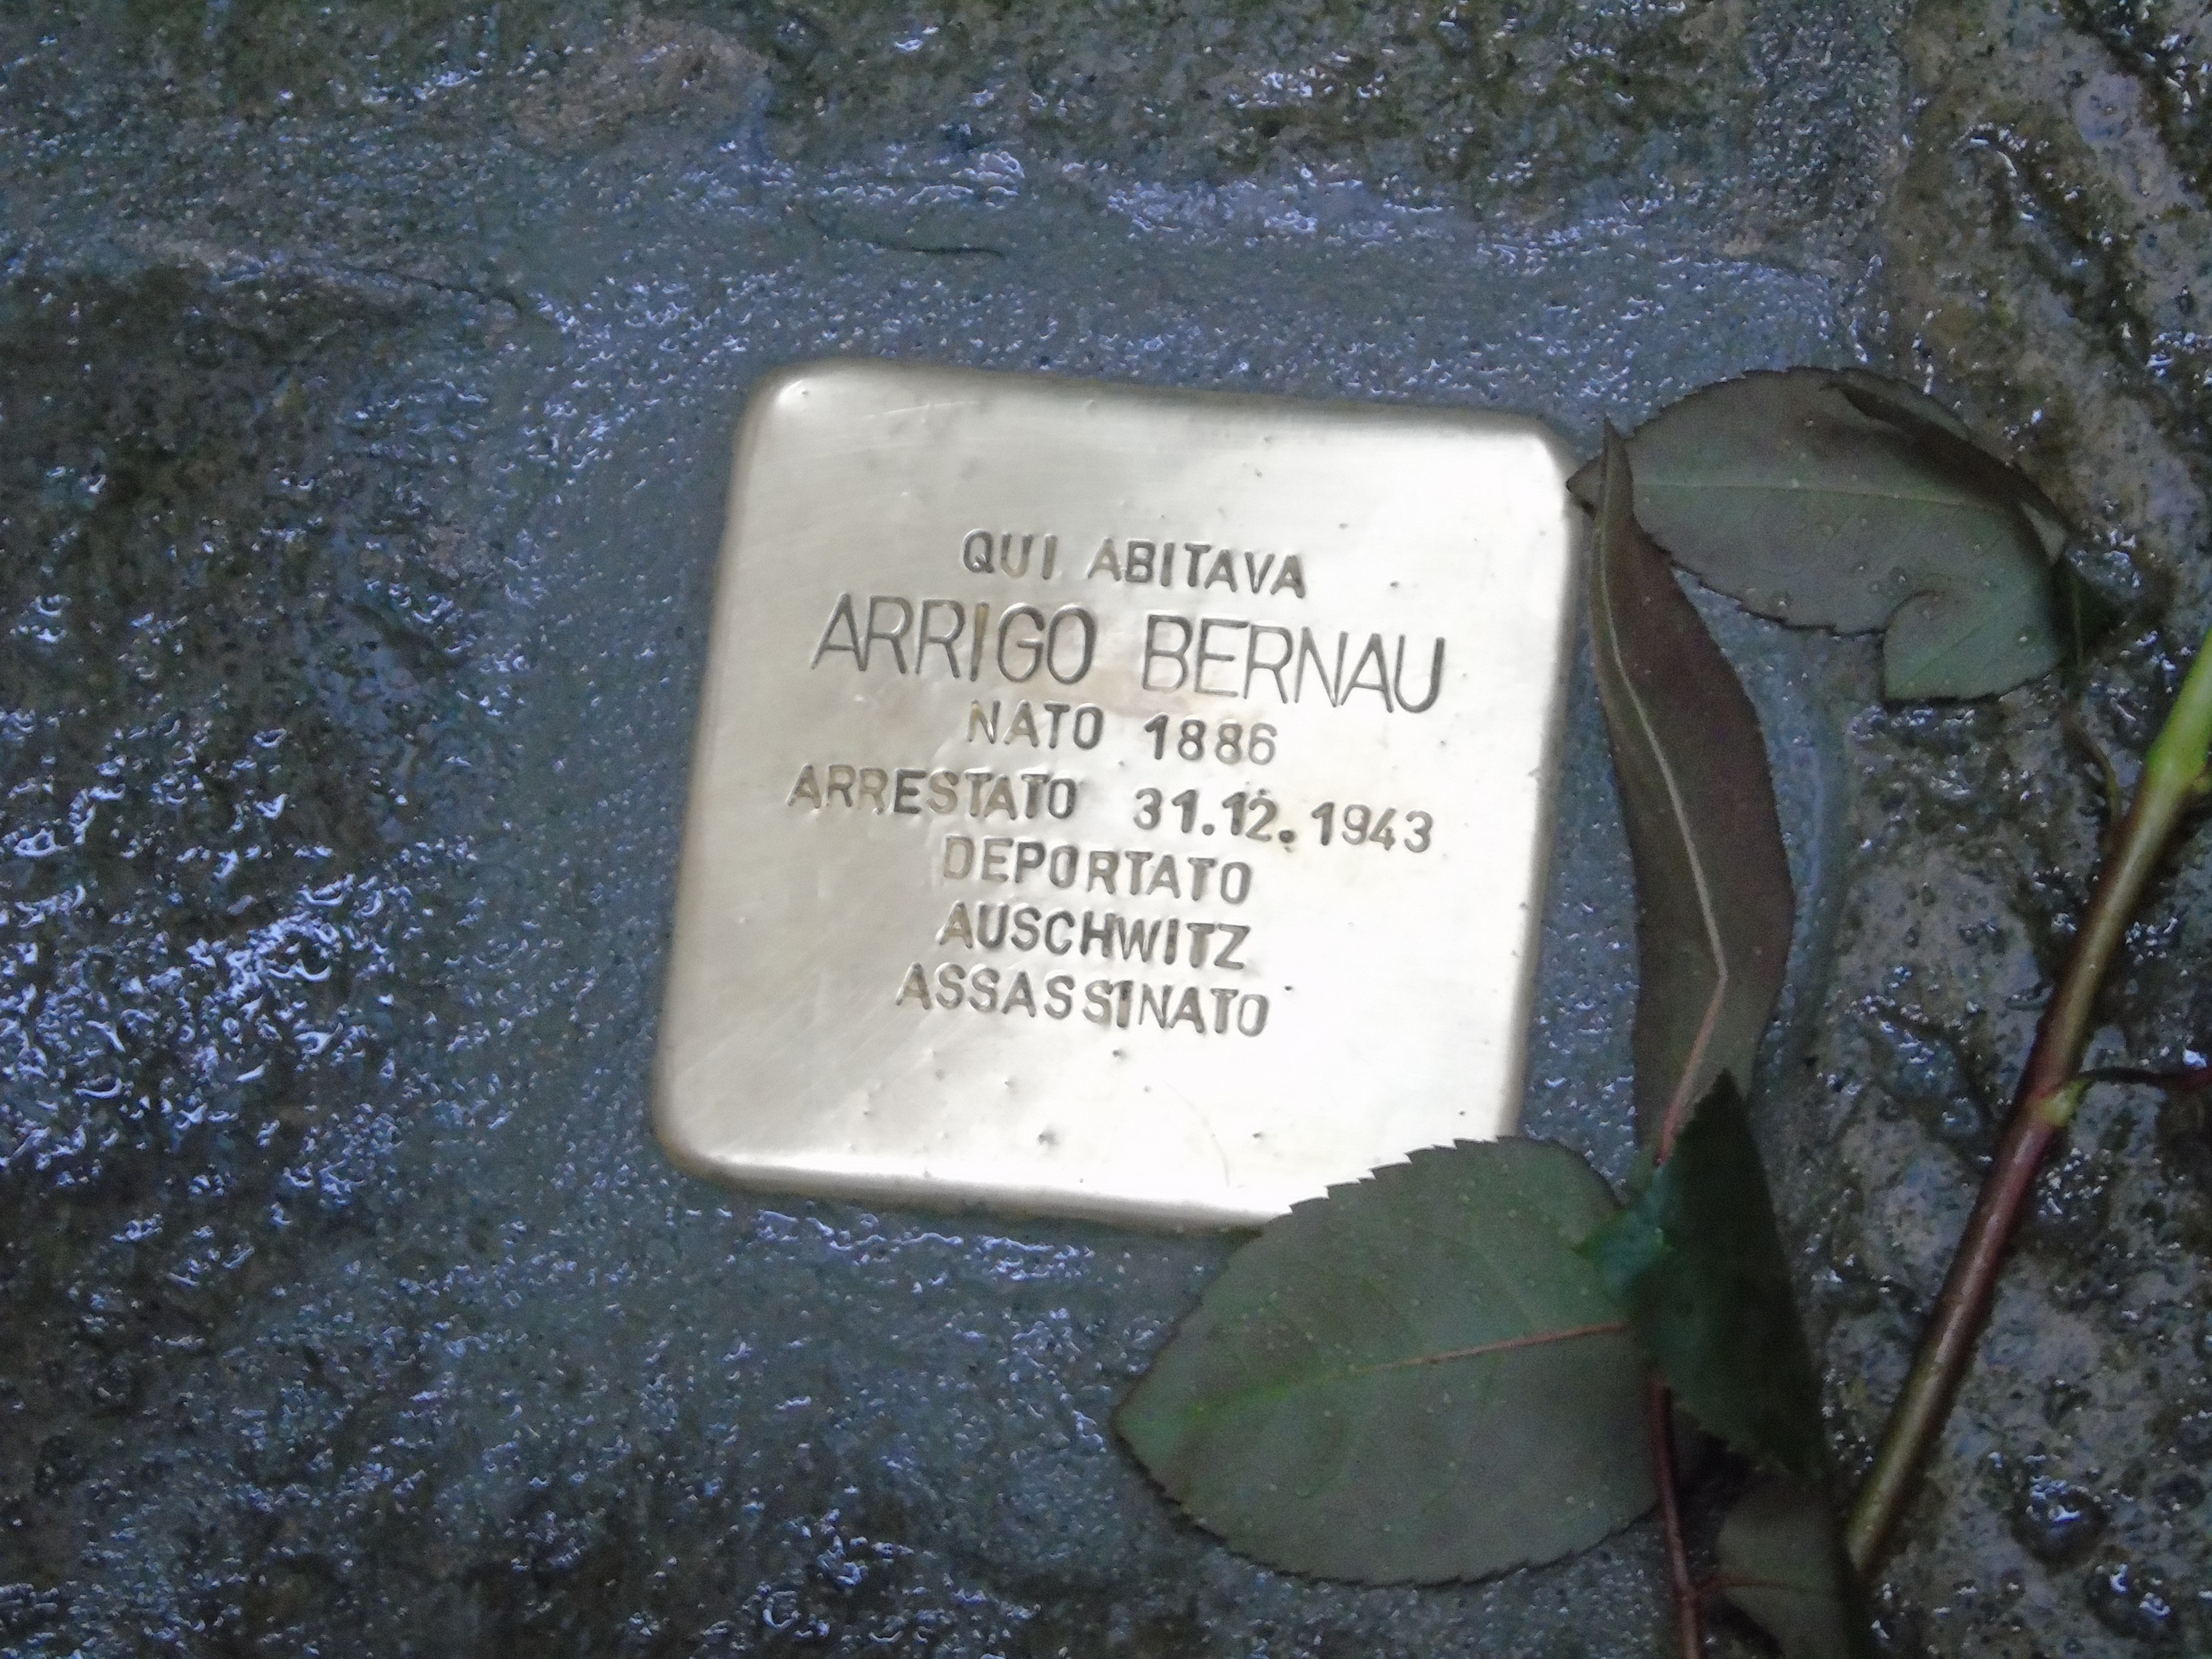 QUI ABITAVA
ARRIGO BERNAU
NATO 1886
ARRESTATO 31.12.1943
DEPORTATO
AUSCHWITZ
ASSASSINATO